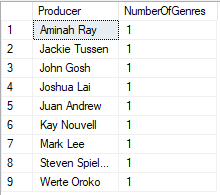 Producer NumberOfGenres
1 Aminah Ray 1
2 Jackie Tussen 1
3 John Gosh 1
4 Joshua Lai 1
5 Juan Andrew 1
6 Kay Nouvell 1
7 Mark Lee 1
8 Steven Spiel... 1
9 Werte Oroko 1